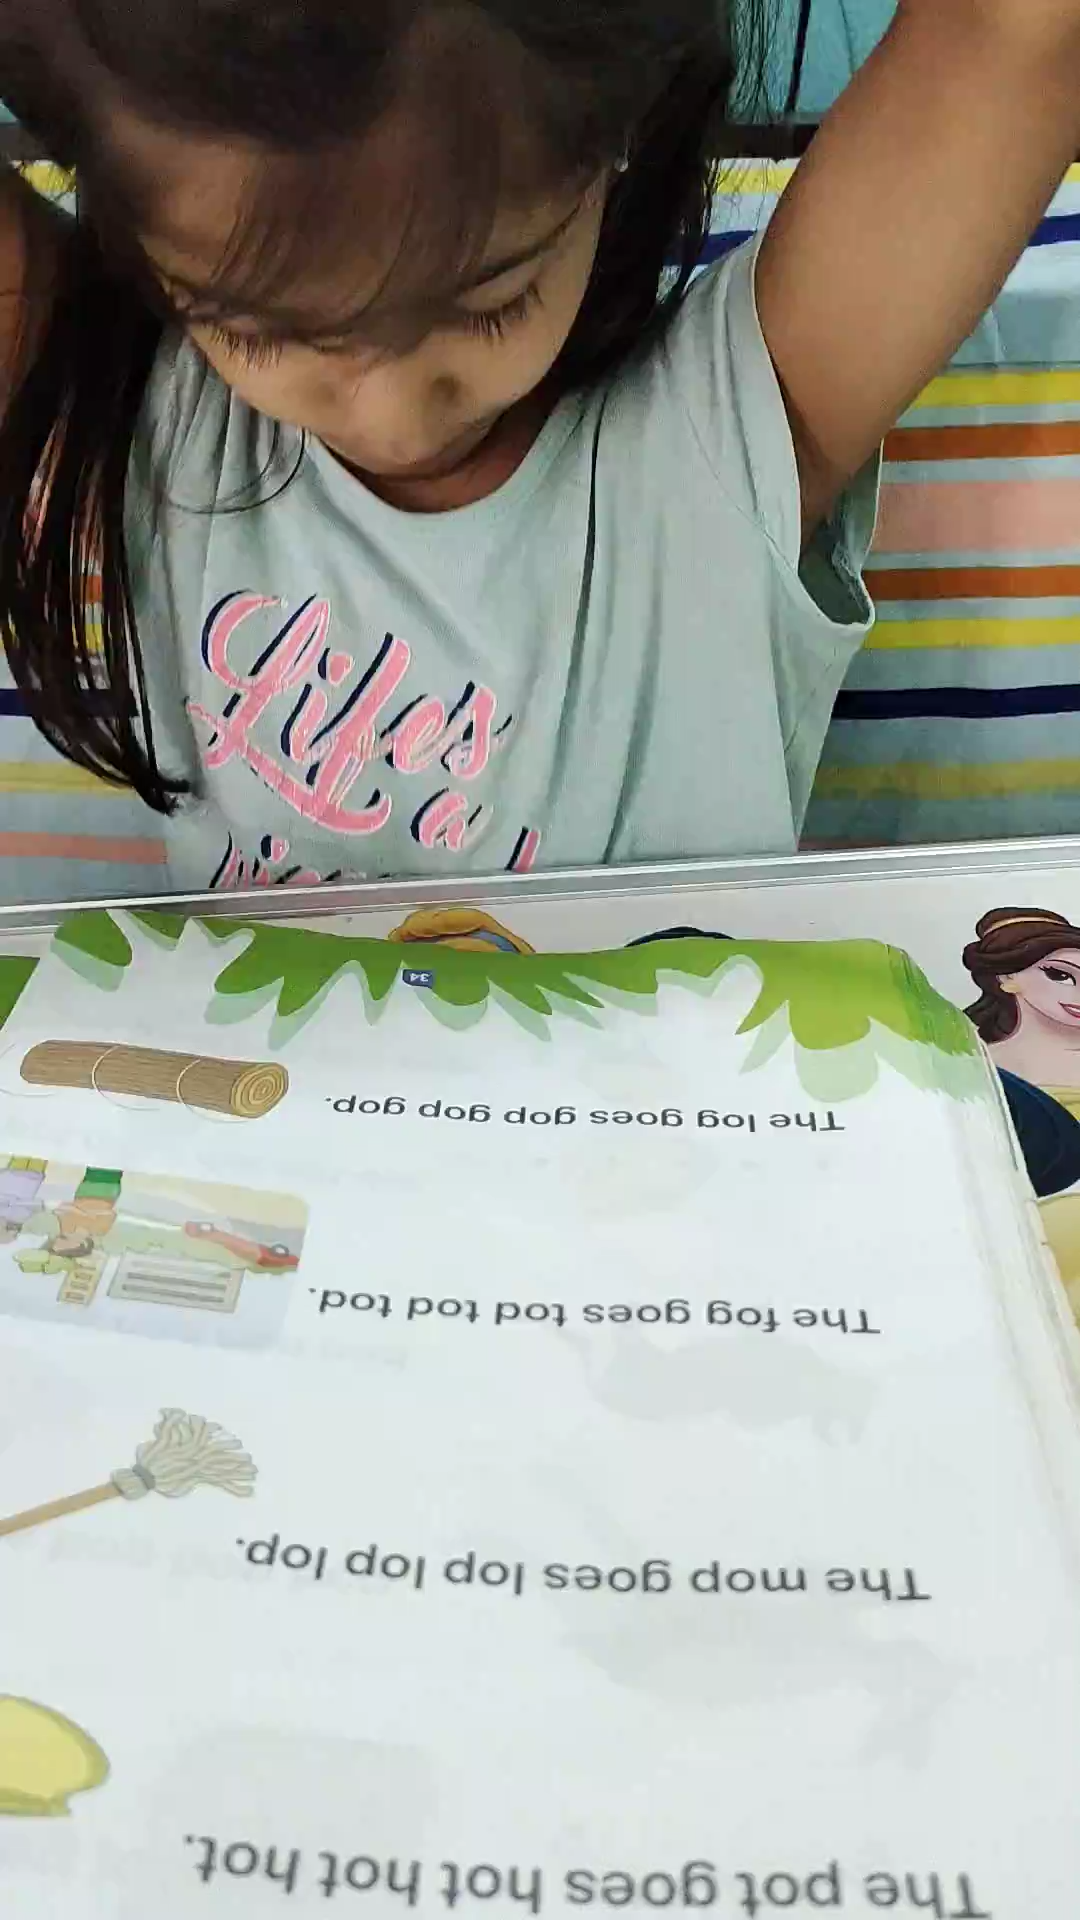 Lifes
a
The pot goes hot hot hot.
The mop goes lop lop lop.
The fog goes tod tod tod.
The log goes gop gop gop.
34